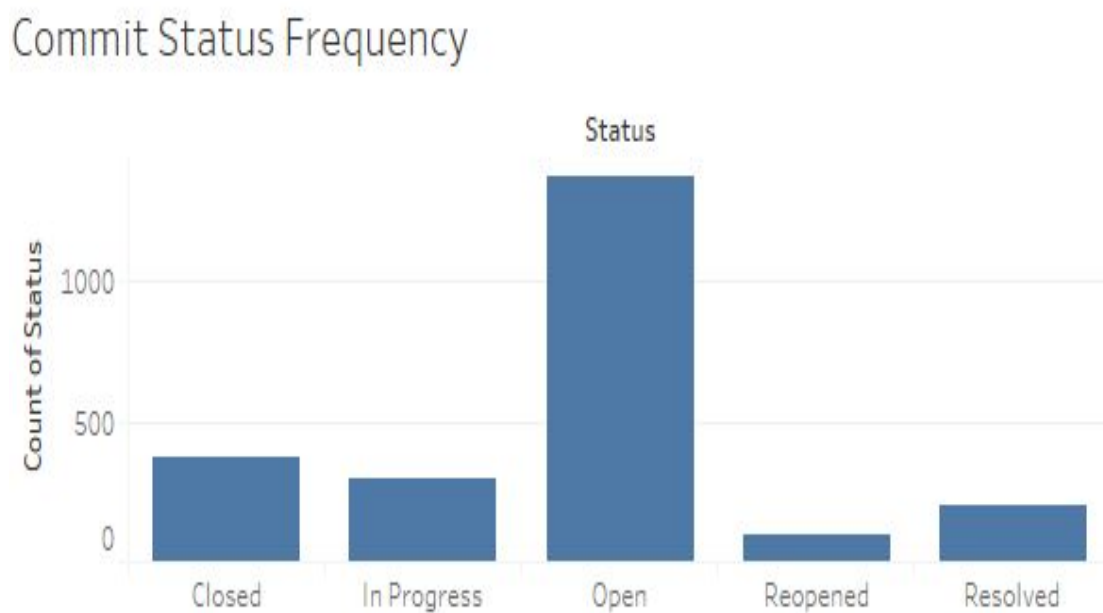 Commit Status Frequency
Status
Count of Status
1000
500
0
Closed In Progress Open Reopened Resolved